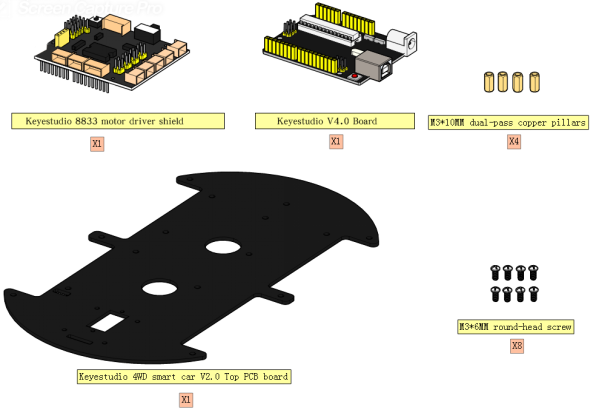 Keyestudio 8833 motor driver shield
X1
Keyestudio V4.0 Board
X1
M3*10MM dual-pass copper pillars
X4
M3*6MM round-head screw
X8
Keyestudio 4WD smart car V2.0 Top PCB board
X1